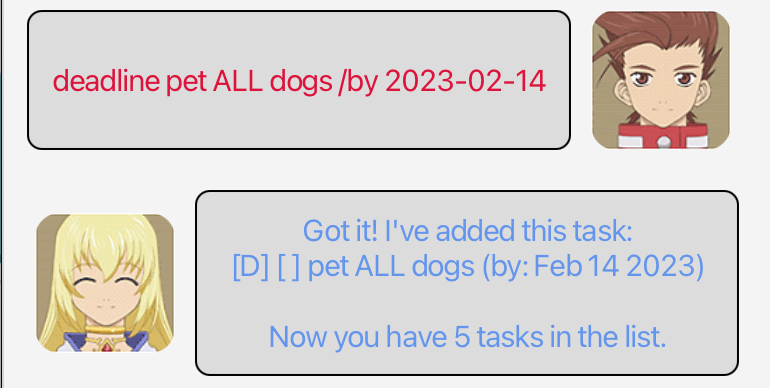 deadline pet ALL dogs /by 2023-02-14
Got it! I've added this task:
[D] [ ] pet ALL dogs (by: Feb 14 2023)
Now you have 5 tasks in the list.